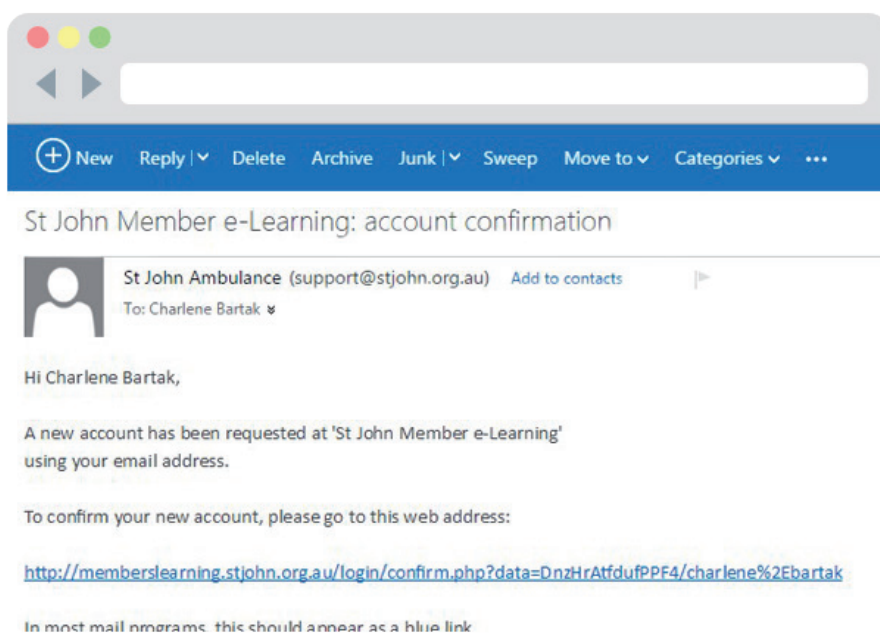 New Reply Delete Archive Junk Sweep Move to Categories ...
St John Member e-Learning: account confirmation
St John Ambulance (support@stjohn.org.au) Add to contacts
To: Charlene Bartak
Hi Charlene Bartak,
A new account has been requested at 'St John Member e-Learning'
using your email address.
To confirm your new account, please go to this web address:
http://memberslearning.stjohn.org.au/login/confirm.php?data=DnzHrAtfdufPPF4/charlene%2Ebartak
In most mail programs, this should appear as a blue link